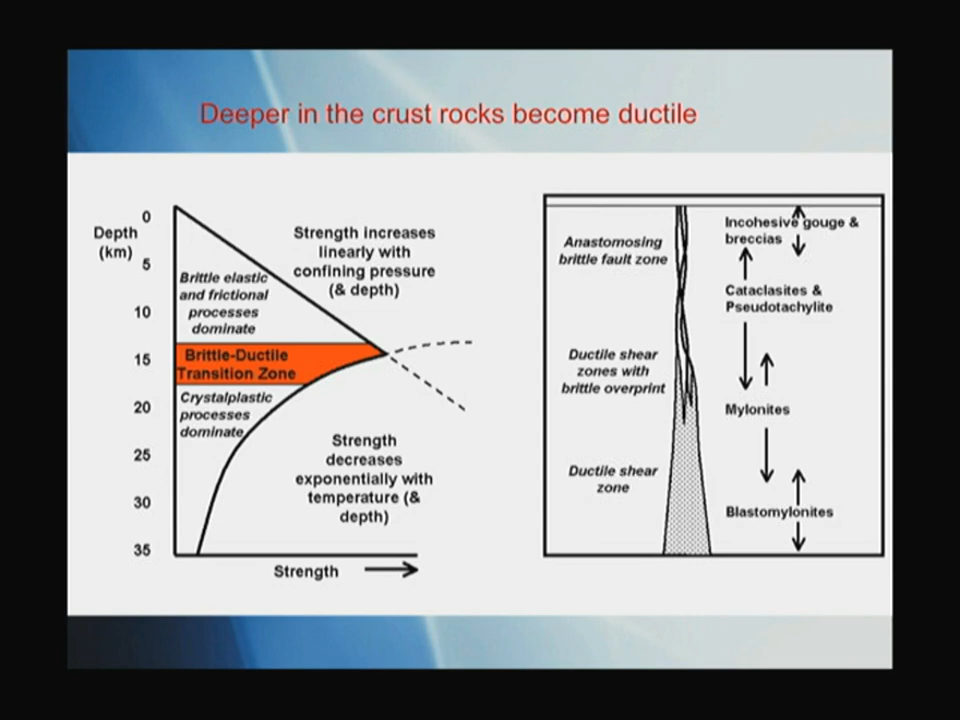 Deeper in the crust rocks become ductile
Depth
(km)
0
5
10
15
20
25
30
35
Strength increases
linearly with
confining pressure
(& depth)
Brittle elastic
and frictional
processes
dominate
Brittle-Ductile
Transition Zone
Crystalplastic
processes
dominate
Strength
decreases
exponentially with
temperature (&
depth)
Strength
Anastomosing
brittle fault zone
Ductile shear
zones with
brittle overprint
Ductile shear
zone
Incohesive gouge &
breccias
Cataclasites &
Pseudotachylite
Mylonites
Blastomylonites